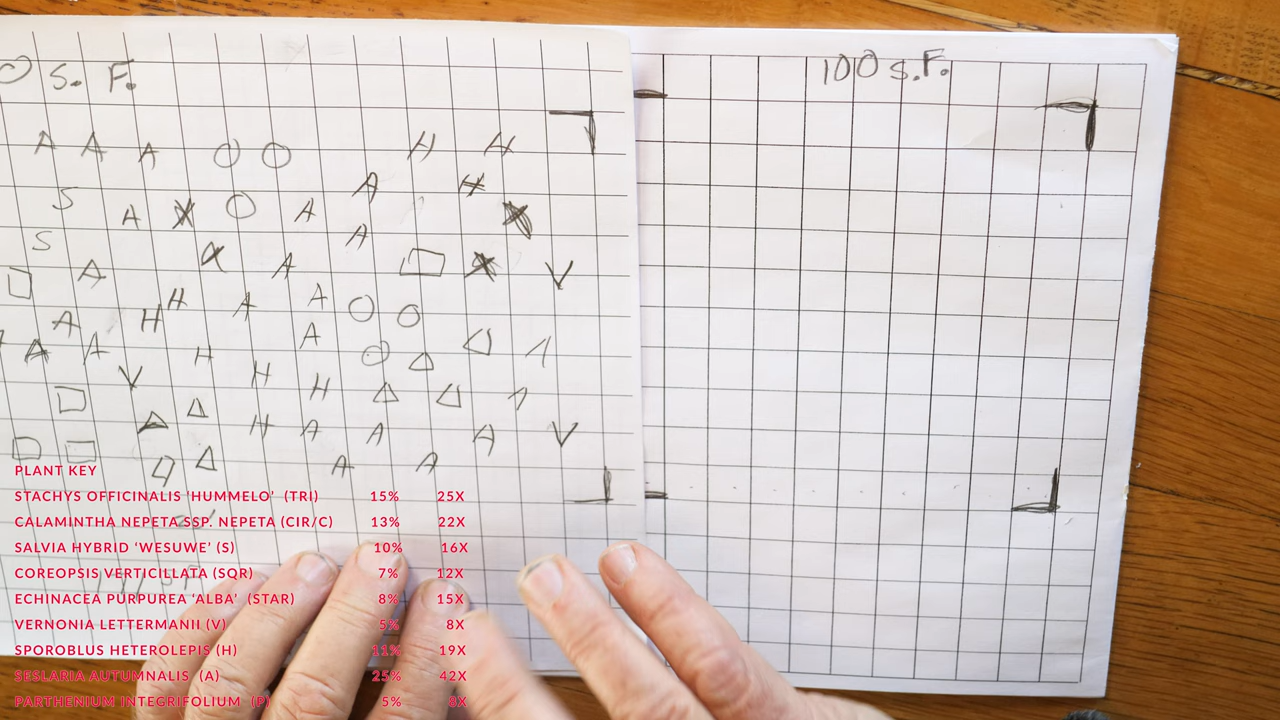 S. F.
100 S.F.
A A A O O H H
A H
S A O A
S A
A A V
H A A O O
A H A
A A H O Δ Δ
V H H Δ Δ
Δ
H A A A V
Δ A A
PLANT KEY
STACHYS OFFICINALIS 'HUMMELO' (TRI) 15% 25X
CALAMINTHA NEPETA SSP. NEPETA (CIR/C) 13% 22X
SALVIA HYBRID 'WESUWE' (S) 10% 16X
COREOPSIS VERTICILLATA (SQR) 7% 12X
ECHINACEA PURPUREA 'ALBA' (STAR) 8% 15X
VERNONIA LETTERMANII (V) 5% 8X
SPOROBLUS HETEROLEPIS (H) 11% 19X
SESLARIA AUTUMNALIS (A) 25% 42X
PARTHENIUM INTEGRIFOLIUM (P) 5% 8X